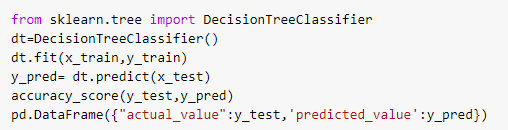 from sklearn.tree import DecisionTreeClassifier
dt=DecisionTreeClassifier()
dt.fit(x_train,y_train)
y_pred= dt.predict(x_test)
accuracy_score(y_test,y_pred)
pd.DataFrame({"actual_value":y_test,'predicted_value':y_pred})